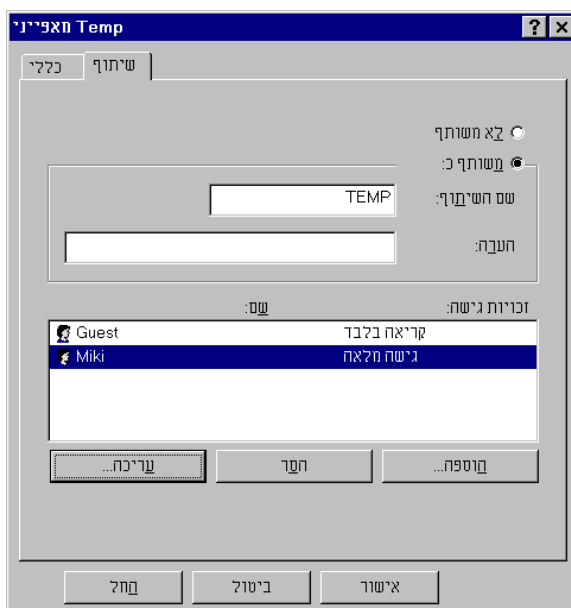 מאפייני Temp
כללי
שיתוף
לא משותף
משותף כ:
שם השיתוף:
TEMP
הערה:
זכויות גישה:
שם:
קריאה בלבד
Guest
גישה מלאה
Miki
הוספה...
הסר
עריכה...
אישור
ביטול
החל